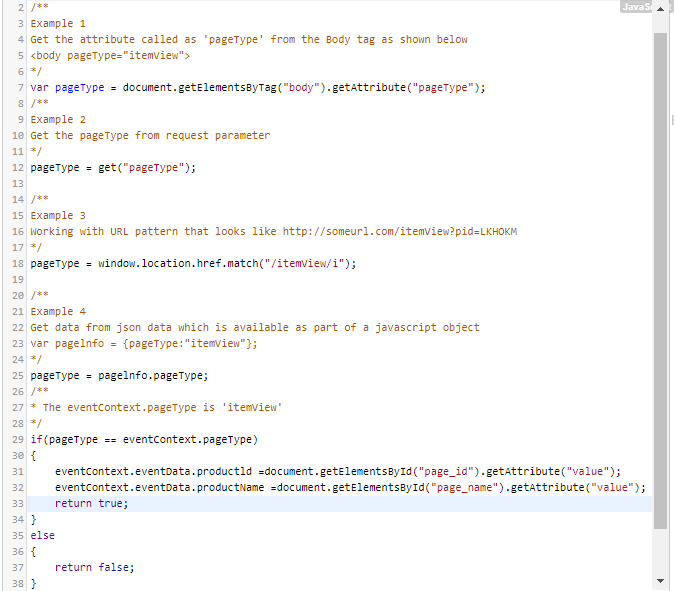 2 /**
3 Example 1
4 Get the attribute called as 'pageType' from the Body tag as shown below
5 <body pageType="itemView">
6 */
7 var pageType = document.getElementsByTag("body").getAttribute("pageType");
8 /**
9 Example 2
10 Get the pageType from request parameter
11 */
12 pageType = get("pageType");
13
14 /**
15 Example 3
16 Working with URL pattern that looks like http://someurl.com/itemView?pid=LKHOKM
17 */
18 pageType = window.location.href.match("/itemView/i");
19
20 /**
21 Example 4
22 Get data from json data which is available as part of a javascript object
23 var pagelnfo = {pageType:"itemView"};
24 */
25 pageType = pagelnfo.pageType;
26 /**
27 * The eventContext.pageType is 'itemView'
28 */
29 if(pageType == eventContext.pageType)
30 {
31 eventContext.eventData.productld =document.getElementsById("page_id").getAttribute("value");
32 eventContext.eventData.productName =document.getElementsById("page_name").getAttribute("value");
33 return true;
34 }
35 else
36 {
37 return false;
38 }